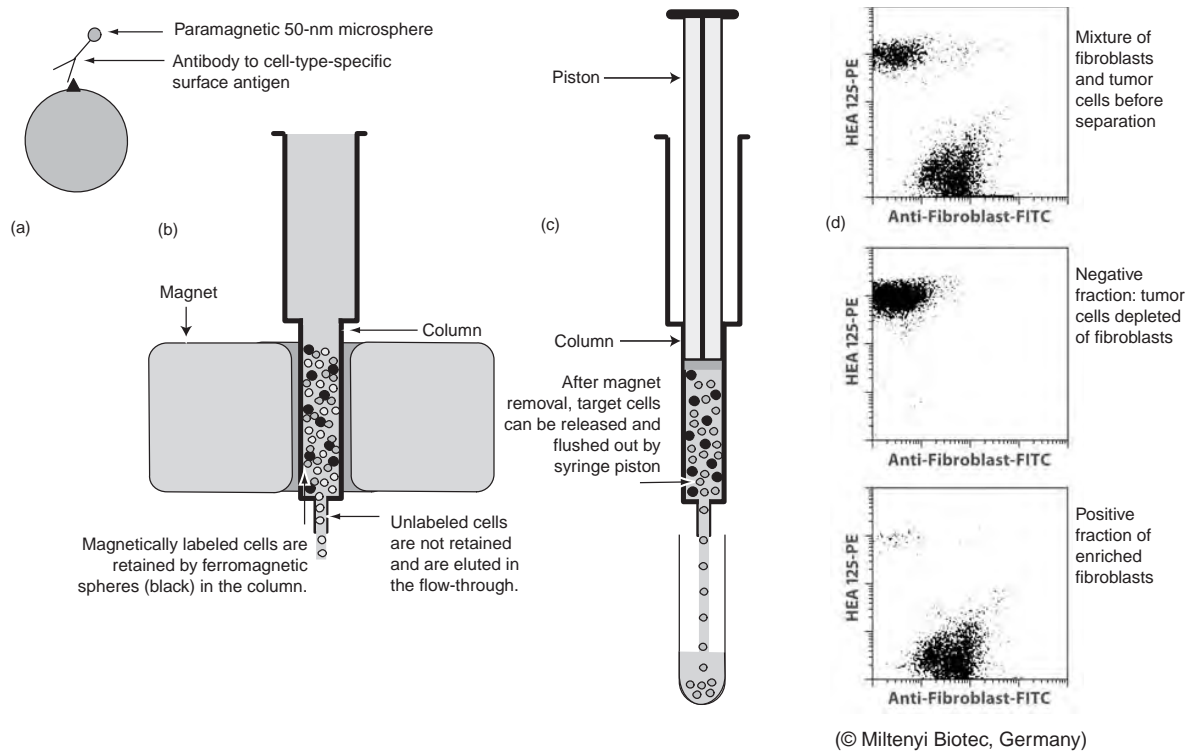 Paramagnetic 50-nm microsphere
Antibody to cell-type-specific
surface antigen
(a)
(b)
Magnet
Column
Magnetically labeled cells are
retained by ferromagnetic
spheres (black) in the column.
Unlabeled cells
are not retained
and are eluted in
the flow-through.
(c)
Piston
Column
After magnet
removal, target cells
can be released and
flushed out by
syringe piston
(d)
HEA 125-PE
Anti-Fibroblast-FITC
Mixture of
fibroblasts
and tumor
cells before
separation
HEA 125-PE
Anti-Fibroblast-FITC
Negative
fraction: tumor
cells depleted
of fibroblasts
HEA 125-PE
Anti-Fibroblast-FITC
Positive
fraction of
enriched
fibroblasts
(© Miltenyi Biotec, Germany)